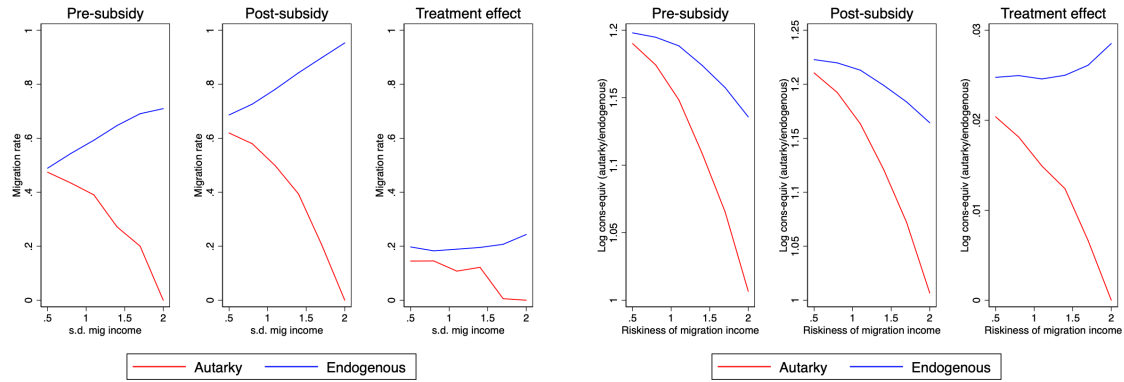 Pre-subsidy
Post-subsidy
Treatment effect
Migration rate
0 .2 .4 .6 .8 1
.5 1 1.5 2
s.d. mig income
Migration rate
0 .2 .4 .6 .8 1
.5 1 1.5 2
s.d. mig income
Migration rate
0 .2 .4 .6 .8 1
.5 1 1.5 2
s.d. mig income
Autarky
Endogenous
Pre-subsidy
Post-subsidy
Treatment effect
Log cons-equiv (autarky/endogenous)
1 1.05 1.1 1.15 1.2
.5 1 1.5 2
Riskiness of migration income
Log cons-equiv (autarky/endogenous)
1 1.05 1.1 1.15 1.2 1.25
.5 1 1.5 2
Riskiness of migration income
Log cons-equiv (autarky/endogenous)
0 .01 .02 .03
.5 1 1.5 2
Riskiness of migration income
Autarky
Endogenous